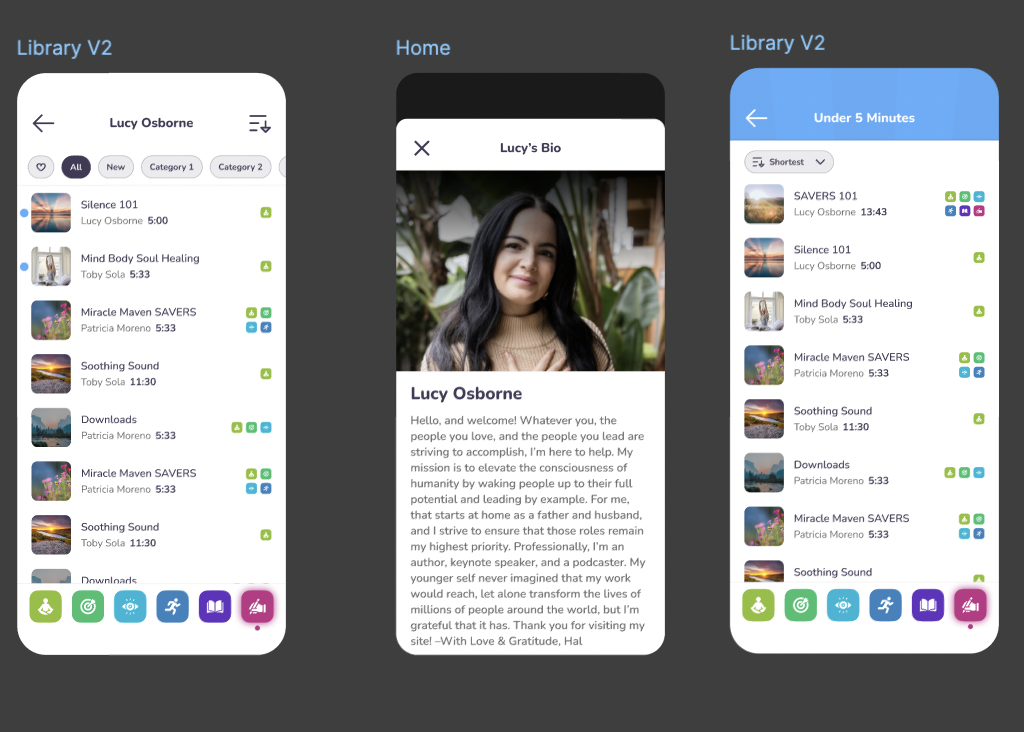 Library V2
Lucy Osborne
All
New
Category 1
Category 2
Silence 101
Lucy Osborne 5:00
Mind Body Soul Healing
Toby Sola 5:33
Miracle Maven SAVERS
Patricia Moreno 5:33
Soothing Sound
Toby Sola 11:30
Downloads
Patricia Moreno 5:33
Miracle Maven SAVERS
Patricia Moreno 5:33
Soothing Sound
Toby Sola 11:30
Downloads
Home
Lucy's Bio
Lucy Osborne
Hello, and welcome! Whatever you, the
people you love, and the people you lead are
striving to accomplish, I'm here to help. My
mission is to elevate the consciousness of
humanity by waking people up to their full
potential and leading by example. For me,
that starts at home as a father and husband,
and I strive to ensure that those roles remain
my highest priority. Professionally, I'm an
author, keynote speaker, and a podcaster. My
younger self never imagined that my work
would reach, let alone transform the lives of
millions of people around the world, but I'm
grateful that it has. Thank you for visiting my
site! –With Love & Gratitude, Hal
Library V2
Under 5 Minutes
Shortest
SAVERS 101
Lucy Osborne 13:43
Silence 101
Lucy Osborne 5:00
Mind Body Soul Healing
Toby Sola 5:33
Miracle Maven SAVERS
Patricia Moreno 5:33
Soothing Sound
Toby Sola 11:30
Downloads
Patricia Moreno 5:33
Miracle Maven SAVERS
Patricia Moreno 5:33
Soothing Sound